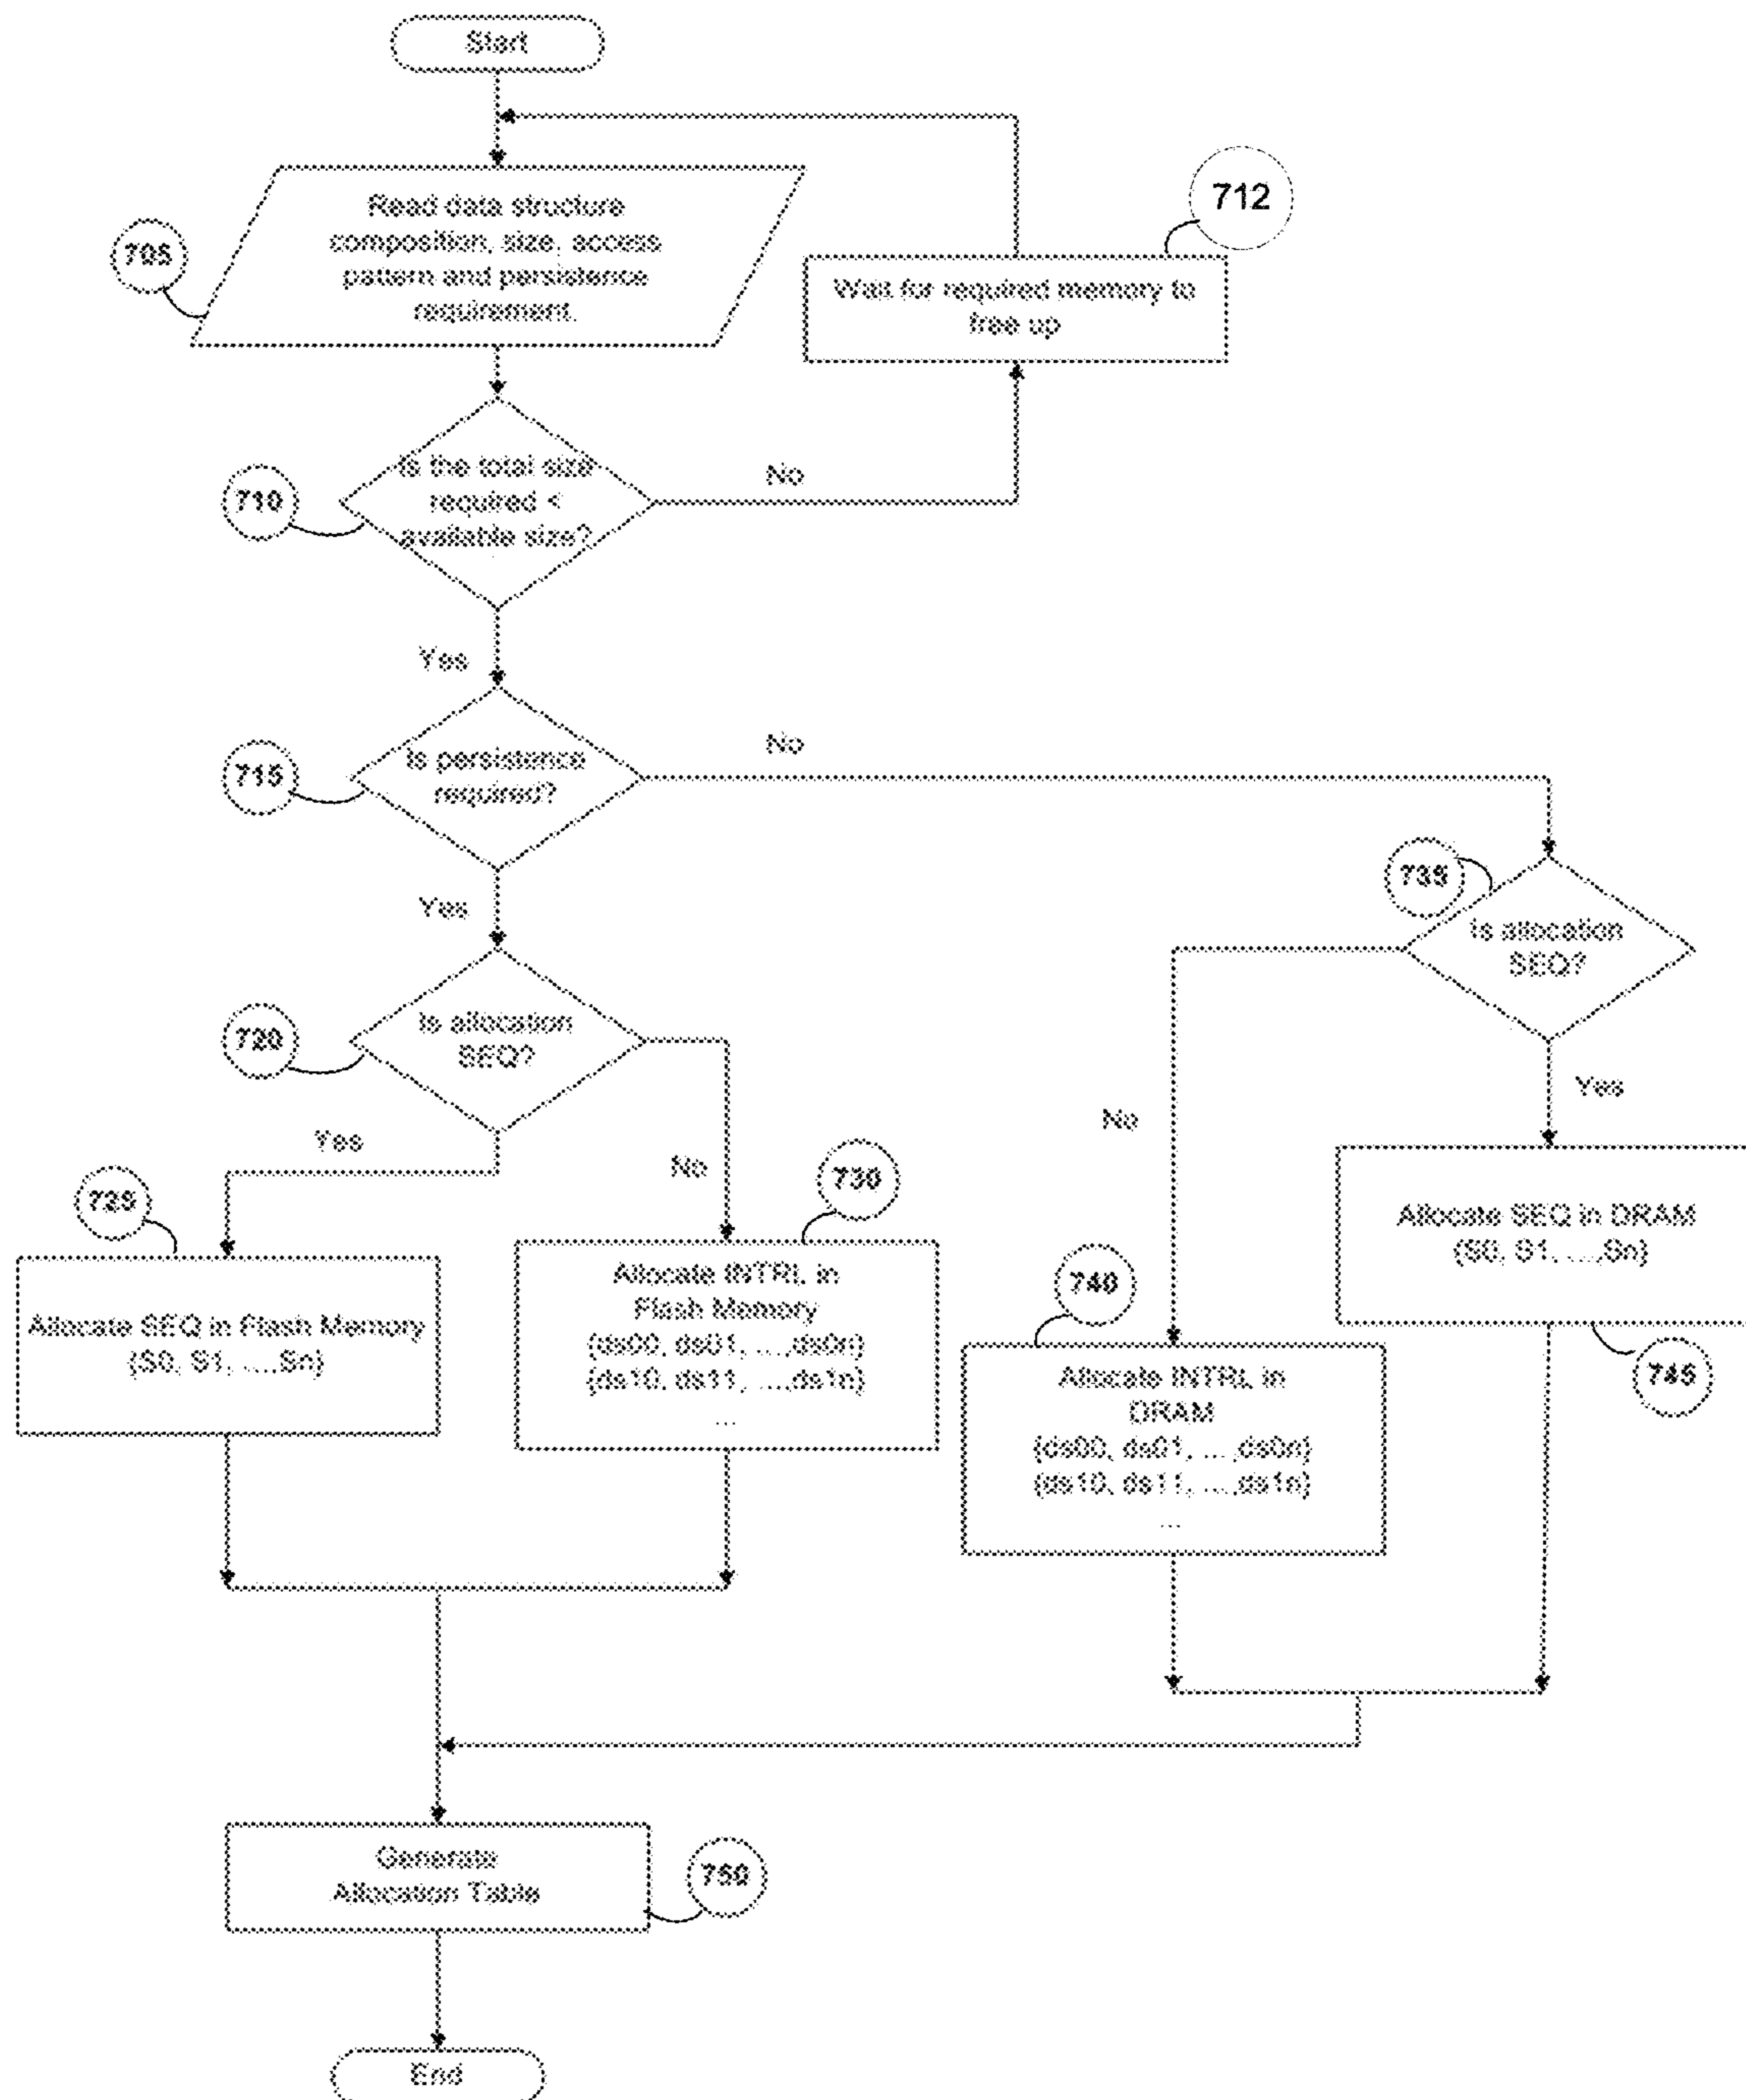 Start
Read data structure
composition, size, access
pattern and persistence
requirement.
705
712
Wait for required memory to
free up
Is the total size
required <
available size?
710
No
Yes
Is persistence
required?
715
No
Yes
735
Is allocation
SEQ?
Is allocation
SEQ?
720
Yes
No
No
Yes
725
Allocate SEQ in Flash Memory
{S0, S1, ....,Sn}
730
Allocate INTRL in
Flash Memory
{ds00, ds01, ...,ds0n}
{ds10, ds11, ....,ds1n}
...
740
Allocate INTRL in
DRAM
{ds00, ds01, ... ,ds0n}
{ds10, ds11, ... ,ds1n}
...
Allocate SEQ in DRAM
{S0, S1, ....,Sn}
745
Generate
Allocation Table
750
End